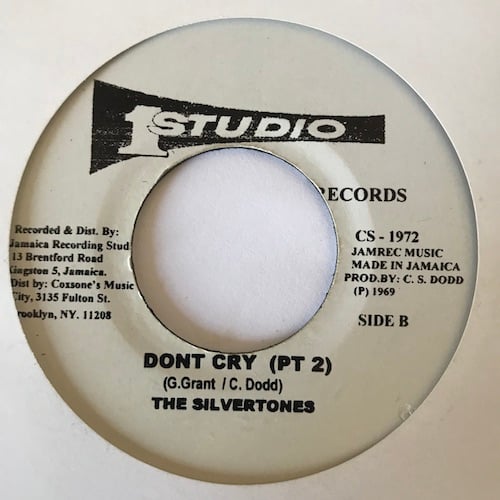 1 STUDIO
RECORDS
Recorded & Dist. By:
Jamaica Recording Stud
13 Brentford Road
Kingston 5, Jamaica.
Dist by: Coxsone's Music
City, 3135 Fulton St.
Brooklyn, NY. 11208
CS - 1972
JAMREC MUSIC
MADE IN JAMAICA
PROD.BY: C. S. DODD
(P) 1969
SIDE B
DONT CRY (PT 2)
(G.Grant / C. Dodd)
THE SILVERTONES